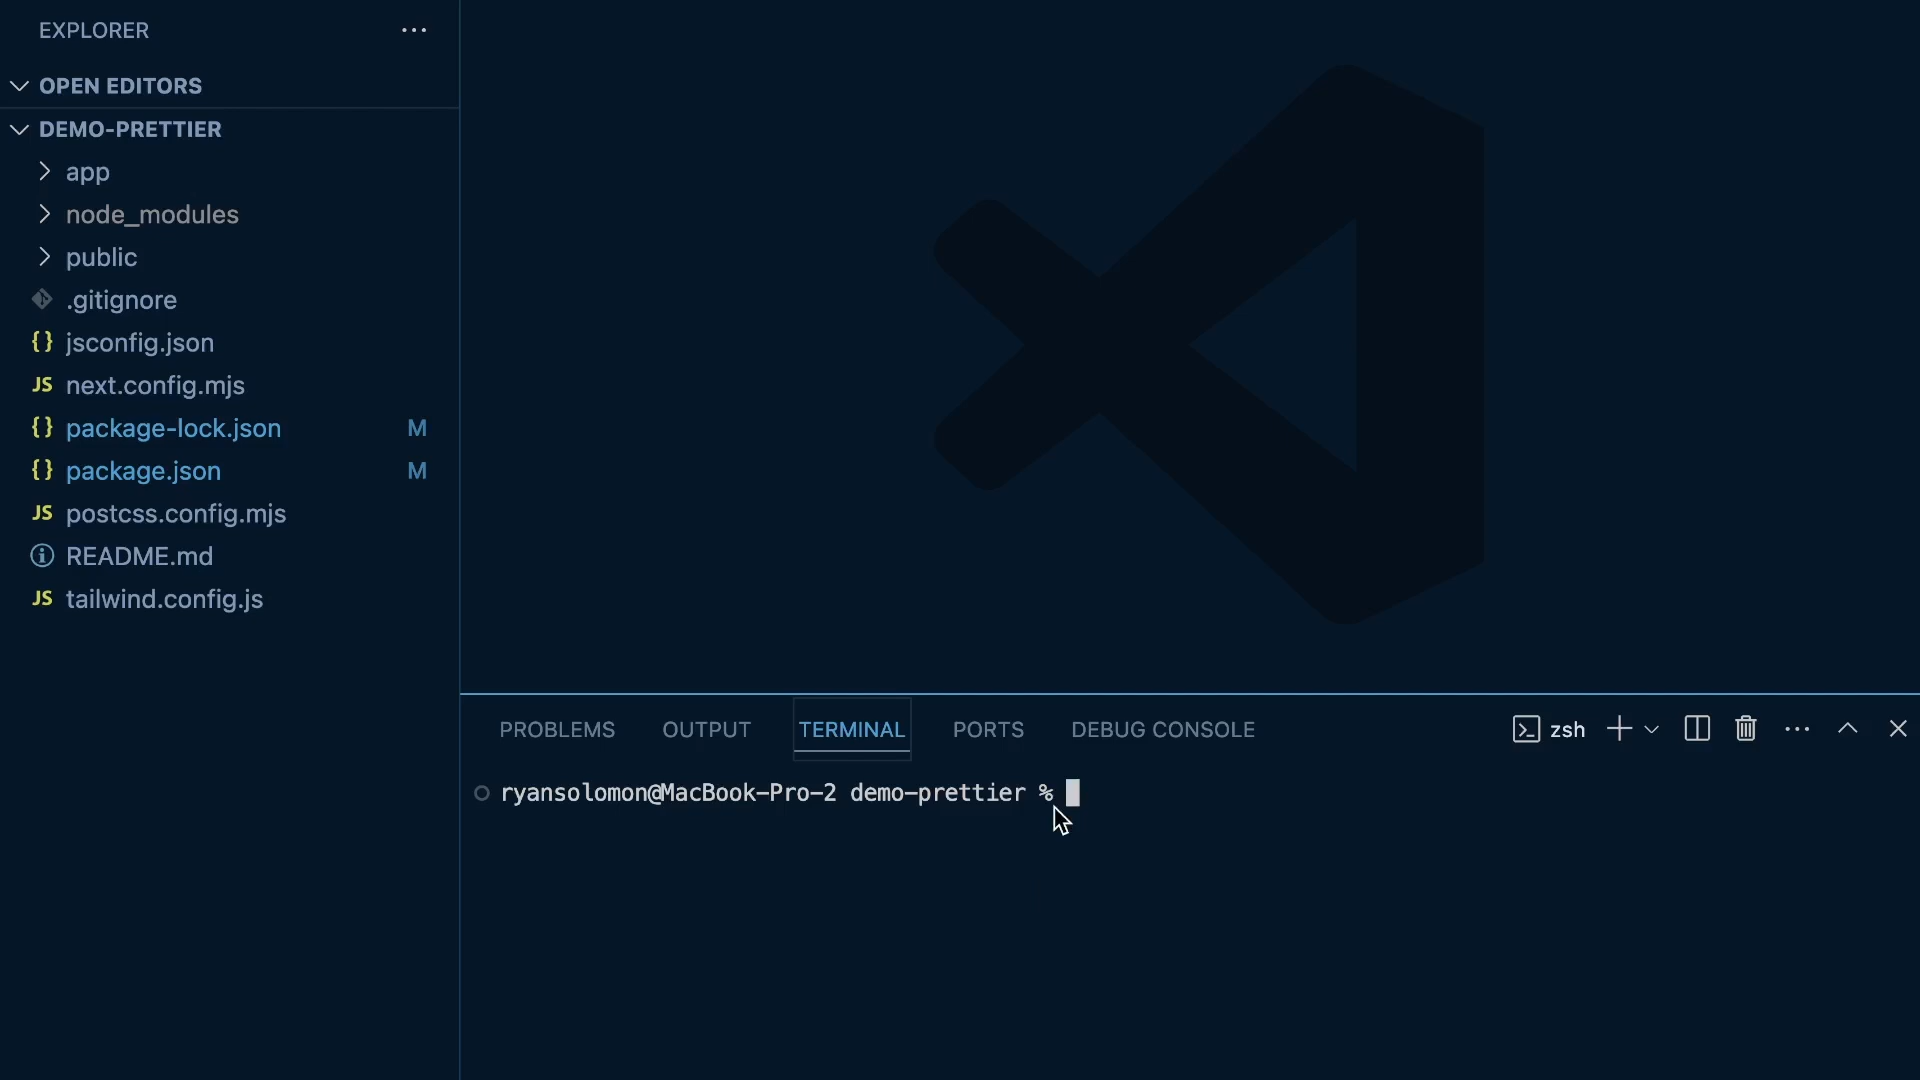 EXPLORER
OPEN EDITORS
DEMO-PRETTIER
app
node_modules
public
.gitignore
{} jsconfig.json
JS next.config.mjs
{} package-lock.json M
{} package.json M
JS postcss.config.mjs
README.md
JS tailwind.config.js
PROBLEMS OUTPUT TERMINAL PORTS DEBUG CONSOLE zsh
ryansolomon@MacBook-Pro-2 demo-prettier %